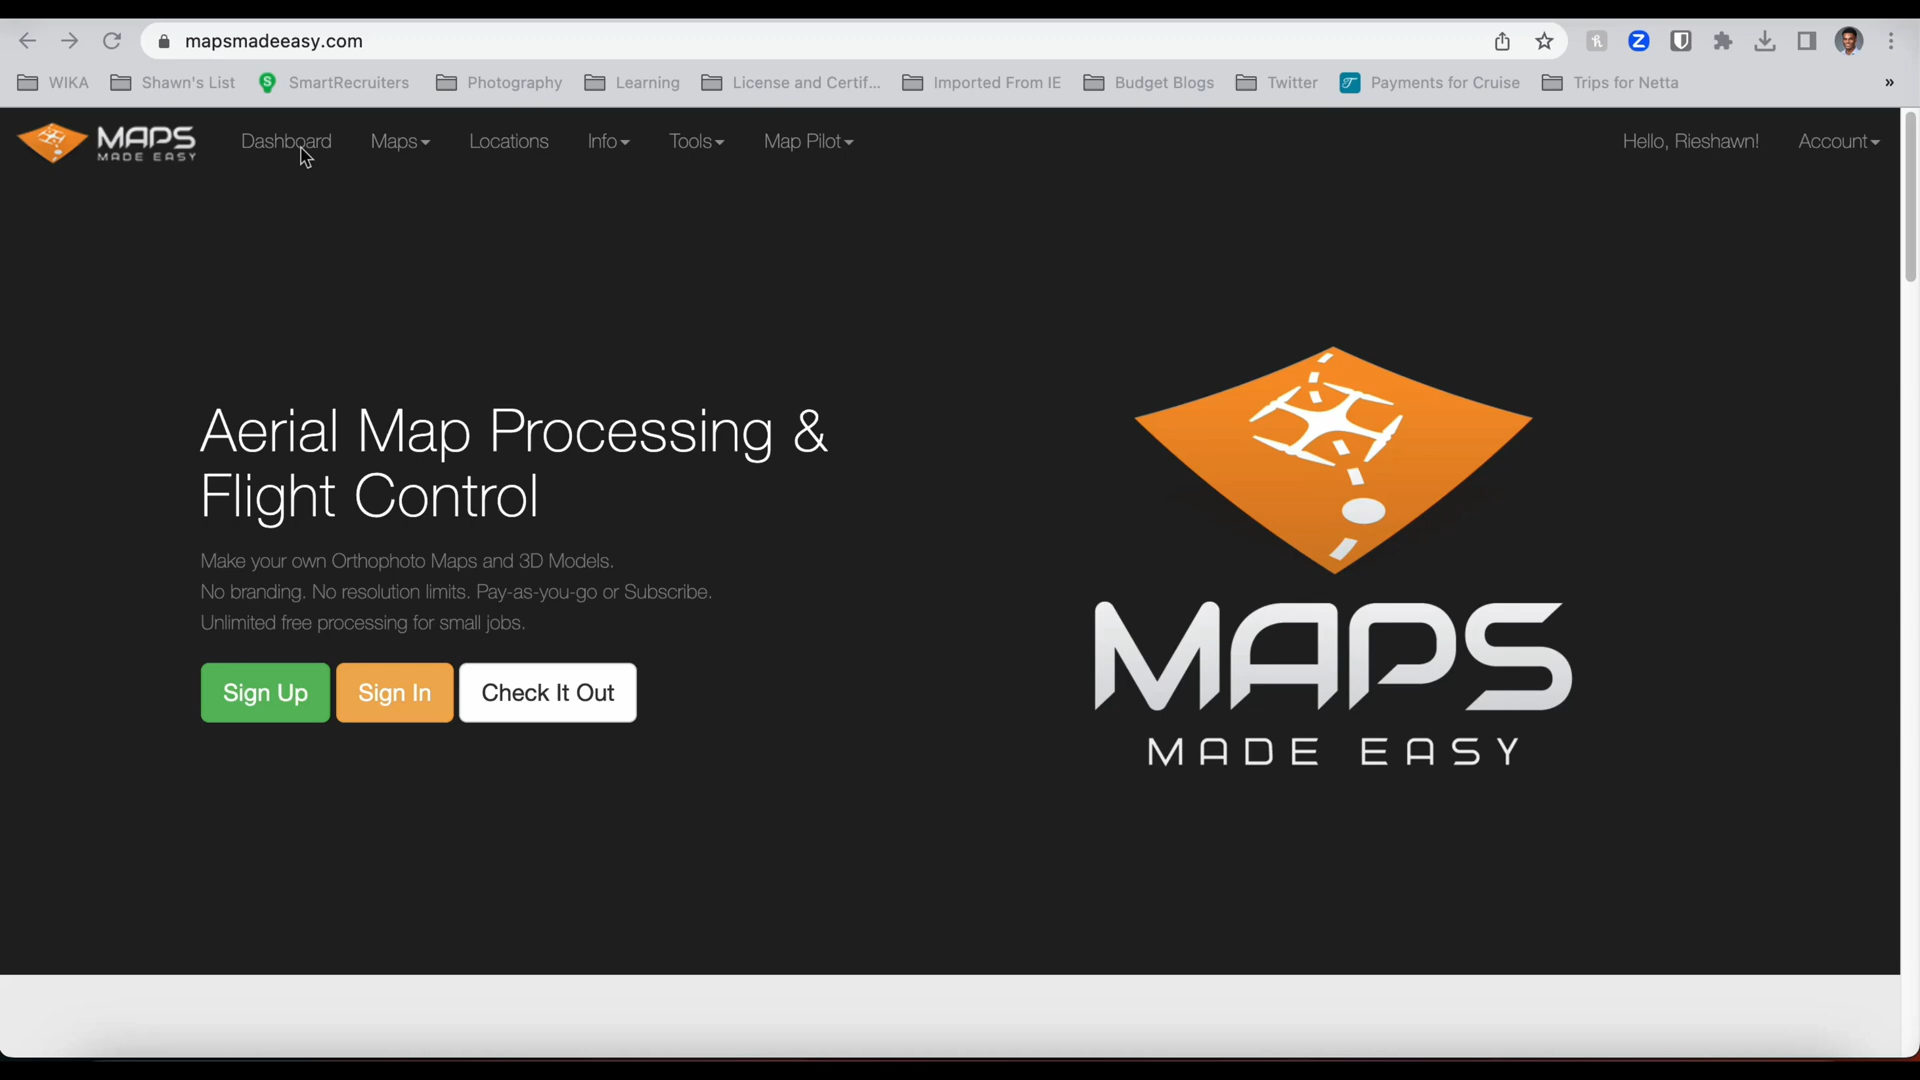 mapsmadeeasy.com
WIKA Shawn's List SmartRecruiters Photography Learning License and Certif... Imported From IE Budget Blogs Twitter Payments for Cruise Trips for Netta »
MAPS
MADE EASY
Dashboard Maps Locations Info Tools Map Pilot Hello, Rieshawn! Account
Aerial Map Processing &
Flight Control
Make your own Orthophoto Maps and 3D Models.
No branding. No resolution limits. Pay-as-you-go or Subscribe.
Unlimited free processing for small jobs.
Sign Up Sign In Check It Out
MAPS
MADE EASY